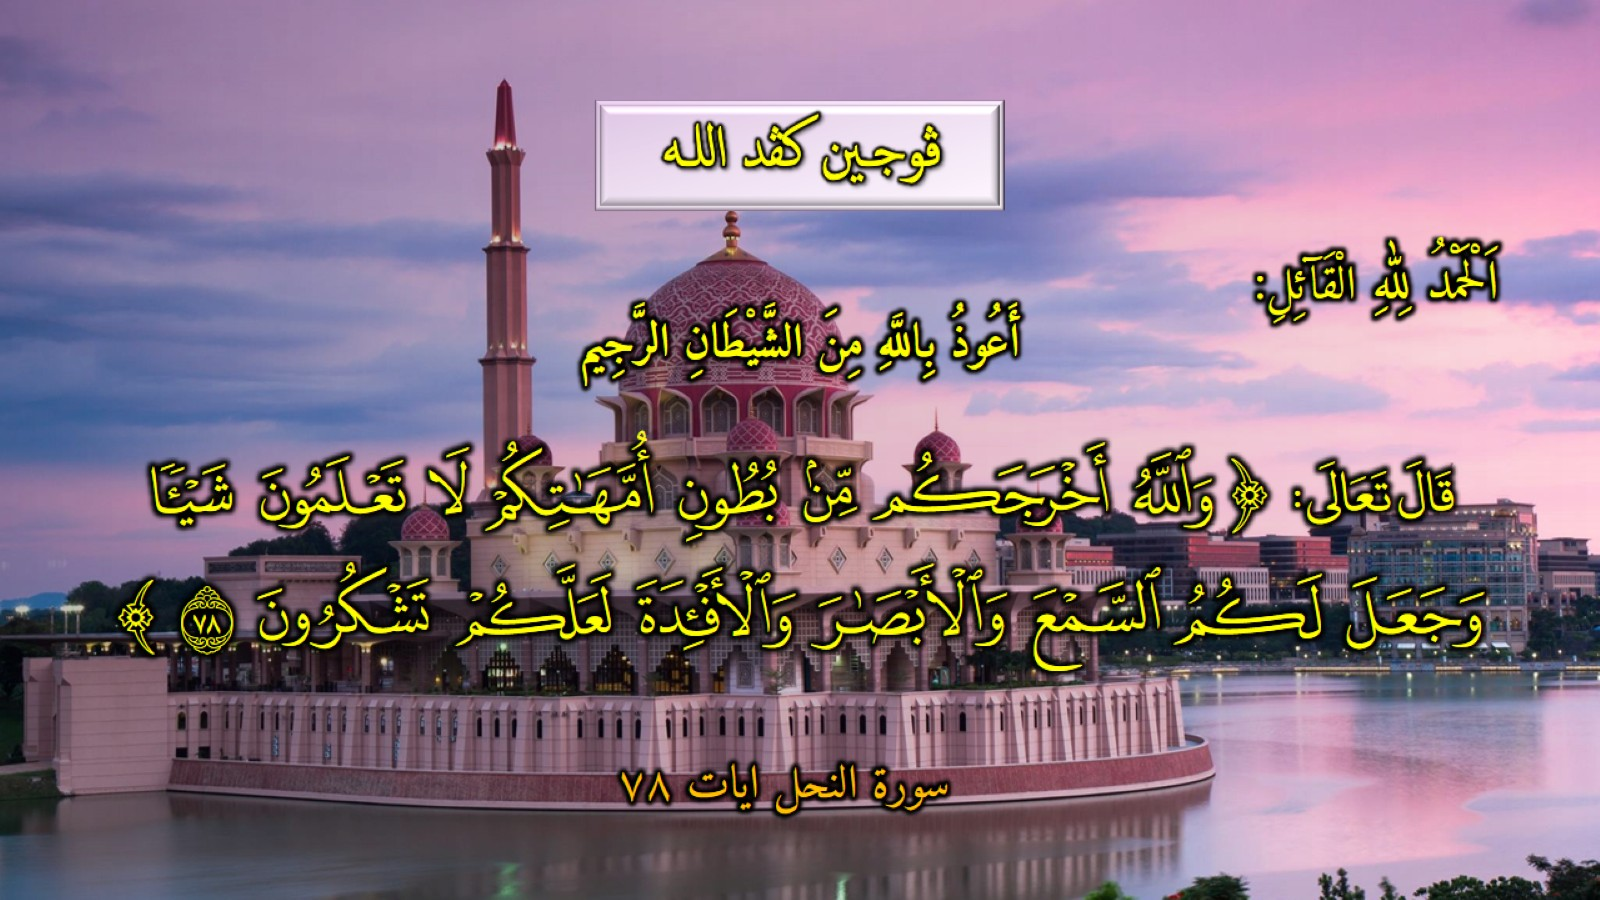 ڤوجين كڤد الله
اَلْحَمْدُ لِلّٰهِ الْقَآئِلِ:
أَعُوذُ بِاللَّهِ مِنَ الشَّيْطَانِ الرَّجِيم
قَالَ تَعَالَى: ﴿ وَٱللَّهُ أَخْرَجَكُم مِّنۢ بُطُونِ أُمَّهَـٰتِكُمْ لَا تَعْلَمُونَ شَيْـًٔا
وَجَعَلَ لَكُمُ ٱلسَّمْعَ وَٱلْأَبْصَـٰرَ وَٱلْأَفْـِٔدَةَ لَعَلَّكُمْ تَشْكُرُونَ ٧٨ ﴾
سورة النحل ايات ٧٨